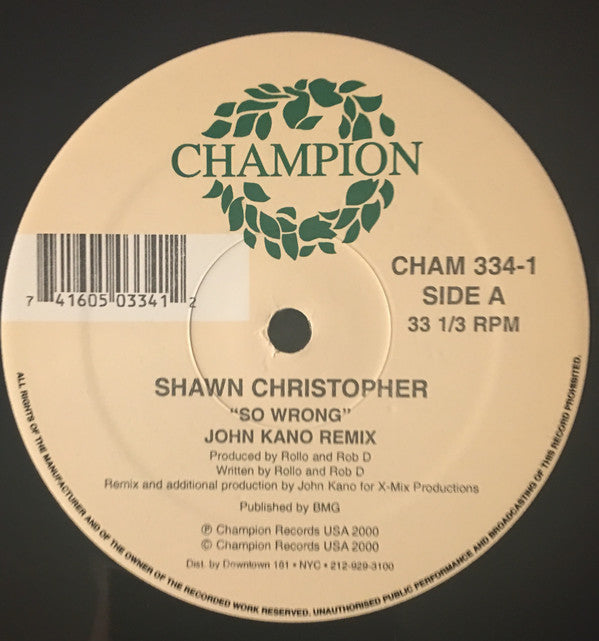 CHAMPION
7 41605 03341 2
CHAM 334-1
SIDE A
33 1/3 RPM
SHAWN CHRISTOPHER
"SO WRONG"
JOHN KANO REMIX
Produced by Rollo and Rob D
Written by Rollo and Rob D
Remix and additional production by John Kano for X-Mix Productions
Published by BMG
℗ Champion Records USA 2000
© Champion Records USA 2000
Dist. by Downtown 161 • NYC • 212-929-3100
ALL RIGHTS OF THE MANUFACTURER AND OF THE OWNER OF THE RECORDED WORK RESERVED. UNAUTHORISED PUBLIC PERFORMANCE AND BROADCASTING OF THIS RECORD PROHIBITED.